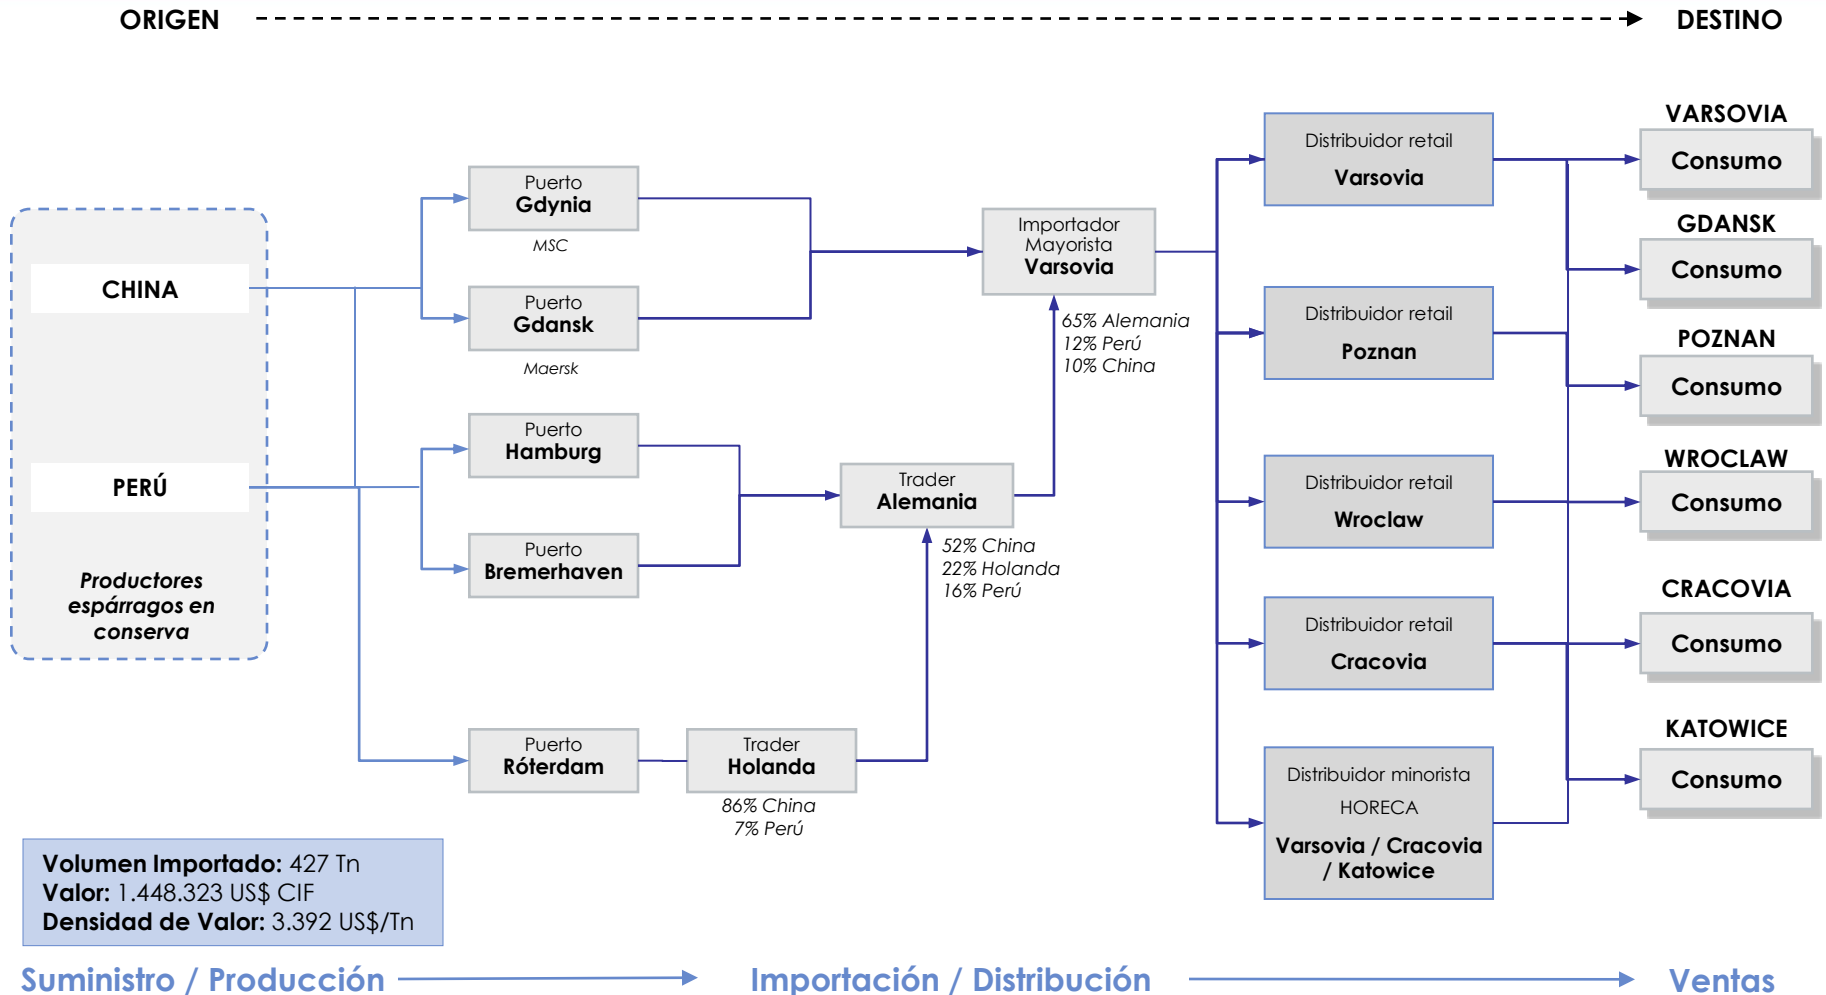 ORIGEN
DESTINO
CHINA
PERÚ
Productores
espárragos en
conserva
Puerto
Gdynia
MSC
Puerto
Gdansk
Maersk
Puerto
Hamburg
Puerto
Bremerhaven
Puerto
Róterdam
Trader
Holanda
86% China
7% Perú
Trader
Alemania
52% China
22% Holanda
16% Perú
Importador
Mayorista
Varsovia
65% Alemania
12% Perú
10% China
Distribuidor retail
Varsovia
Distribuidor retail
Poznan
Distribuidor retail
Wroclaw
Distribuidor retail
Cracovia
Distribuidor minorista
HORECA
Varsovia / Cracovia
/ Katowice
VARSOVIA
Consumo
GDANSK
Consumo
POZNAN
Consumo
WROCLAW
Consumo
CRACOVIA
Consumo
KATOWICE
Consumo
Volumen Importado: 427 Tn
Valor: 1.448.323 US$ CIF
Densidad de Valor: 3.392 US$/Tn
Suministro / Producción
Importación / Distribución
Ventas